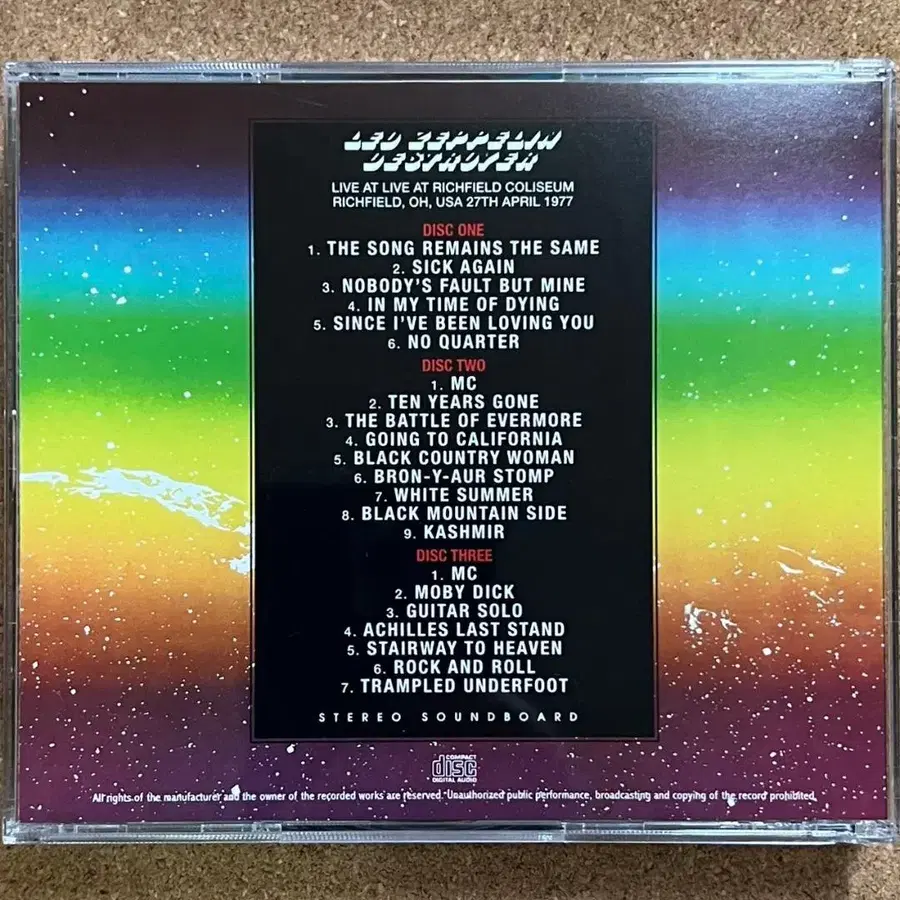 LED ZEPPELIN
DESTROYER
LIVE AT LIVE AT RICHFIELD COLISEUM
RICHFIELD, OH, USA 27TH APRIL 1977
DISC ONE
1. THE SONG REMAINS THE SAME
2. SICK AGAIN
3. NOBODY'S FAULT BUT MINE
4. IN MY TIME OF DYING
5. SINCE I'VE BEEN LOVING YOU
6. NO QUARTER
DISC TWO
1. MC
2. TEN YEARS GONE
3. THE BATTLE OF EVERMORE
4. GOING TO CALIFORNIA
5. BLACK COUNTRY WOMAN
6. BRON-Y-AUR STOMP
7. WHITE SUMMER
8. BLACK MOUNTAIN SIDE
9. KASHMIR
DISC THREE
1. MC
2. MOBY DICK
3. GUITAR SOLO
4. ACHILLES LAST STAND
5. STAIRWAY TO HEAVEN
6. ROCK AND ROLL
7. TRAMPLED UNDERFOOT
STEREO SOUNDBOARD
COMPACT
disc
DIGITAL AUDIO
All rights of the manufacturer and the owner of the recorded works are reserved. Unauthorized public performance, broadcasting and copying of the record prohibited.